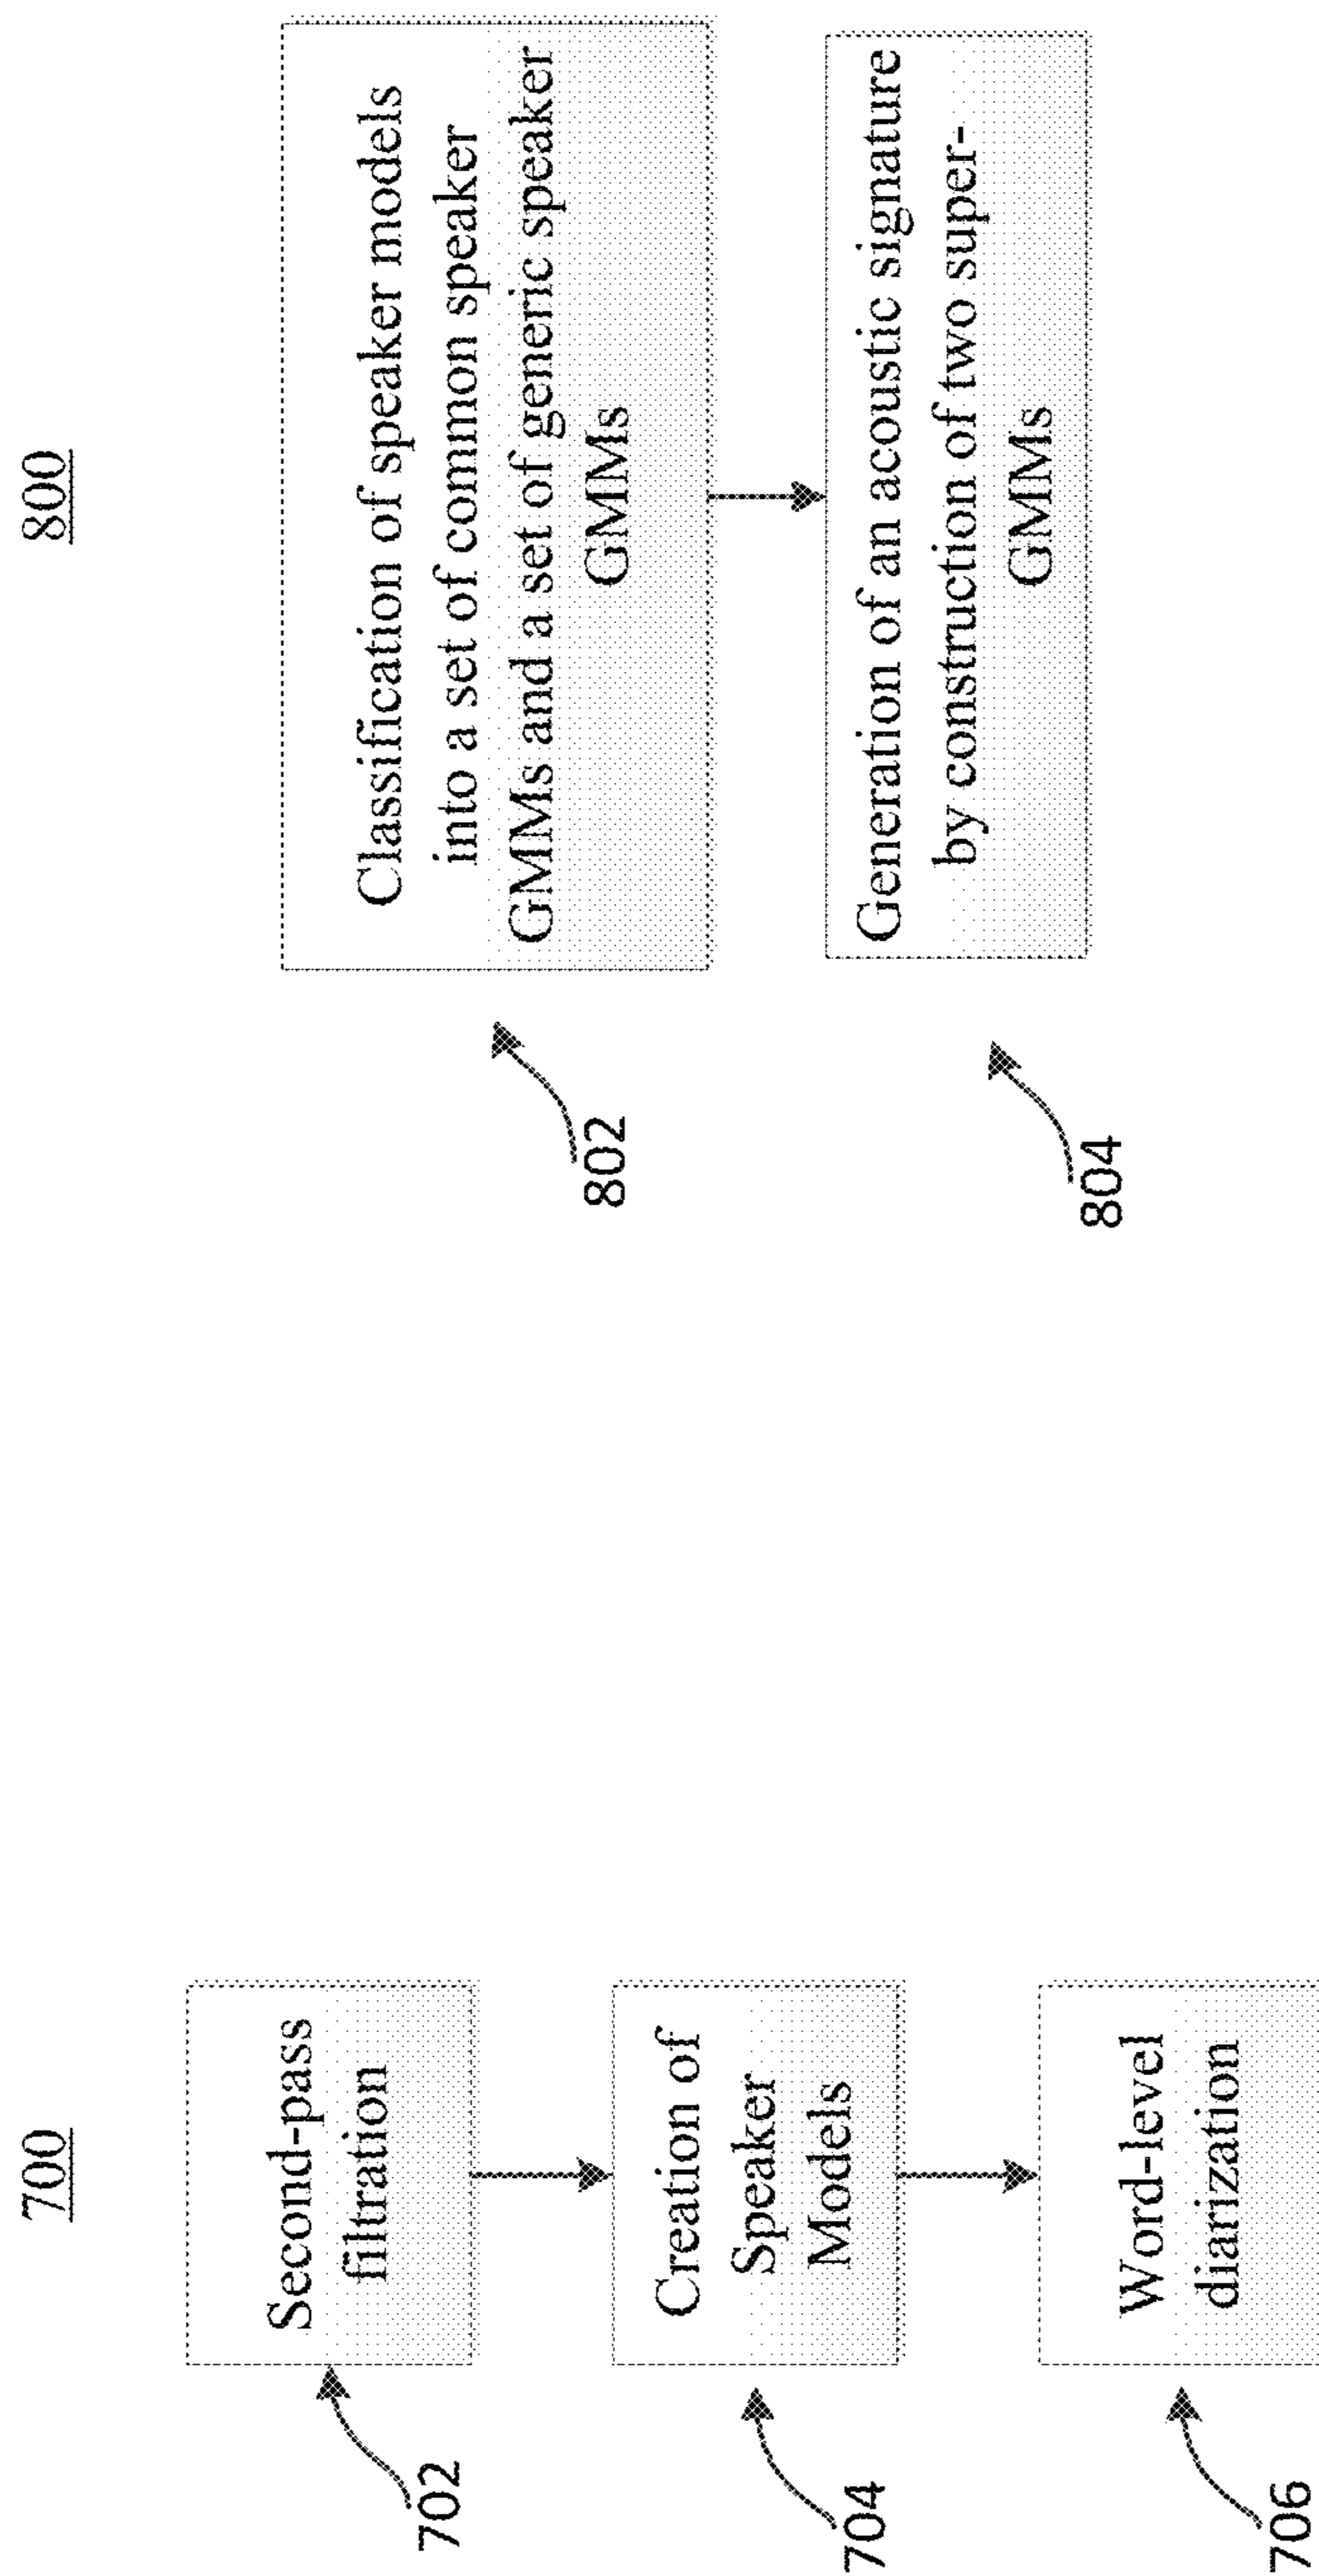 700
Second-pass
filtration
702
Creation of
Speaker
Models
704
Word-level
diarization
706
800
Classification of speaker models
into a set of common speaker
GMMs and a set of generic speaker
GMMs
802
Generation of an acoustic signature
by construction of two super-
GMMs
804